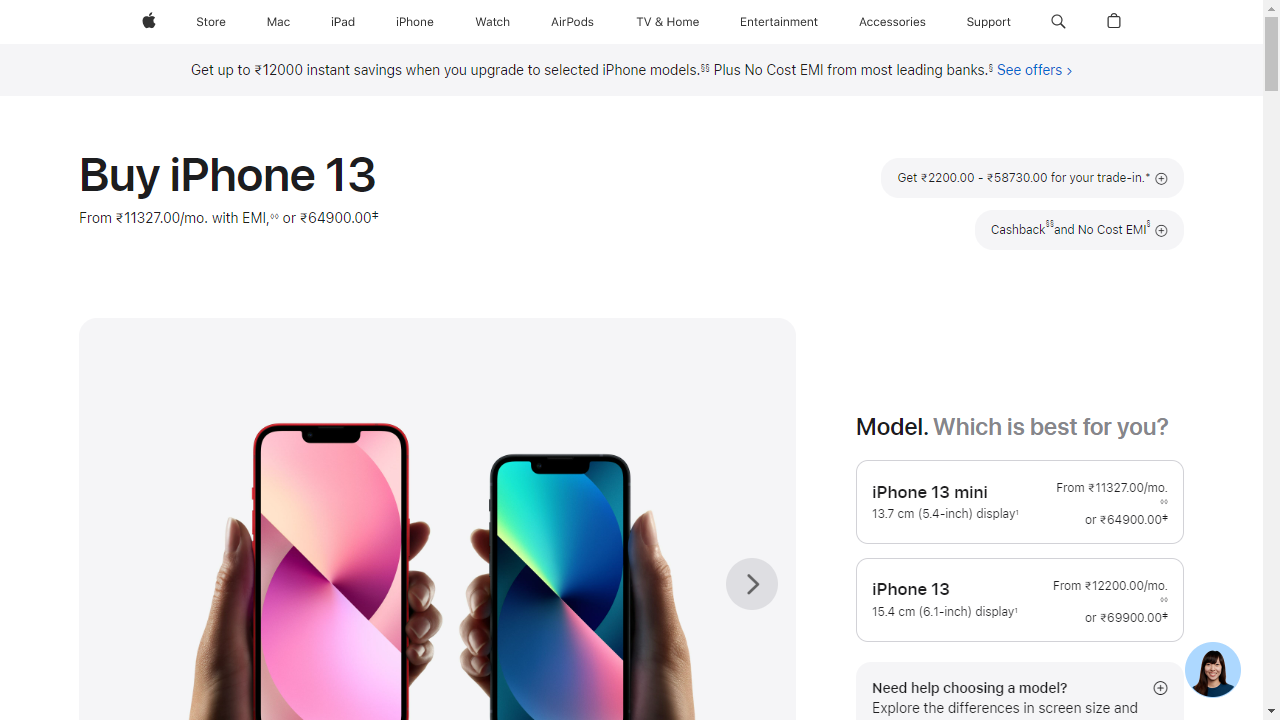 Store Mac iPad iPhone Watch AirPods TV & Home Entertainment Accessories Support
Get up to ₹12000 instant savings when you upgrade to selected iPhone models.§§ Plus No Cost EMI from most leading banks.§ See offers >
Buy iPhone 13
From ₹11327.00/mo. with EMI,◊◊ or ₹64900.00‡
Get ₹2200.00 - ₹58730.00 for your trade-in.*
Cashback§§and No Cost EMI§
Model. Which is best for you?
iPhone 13 mini
13.7 cm (5.4-inch) display¹
From ₹11327.00/mo.
◊◊
or ₹64900.00‡
iPhone 13
15.4 cm (6.1-inch) display¹
From ₹12200.00/mo.
◊◊
or ₹69900.00‡
Need help choosing a model?
Explore the differences in screen size and